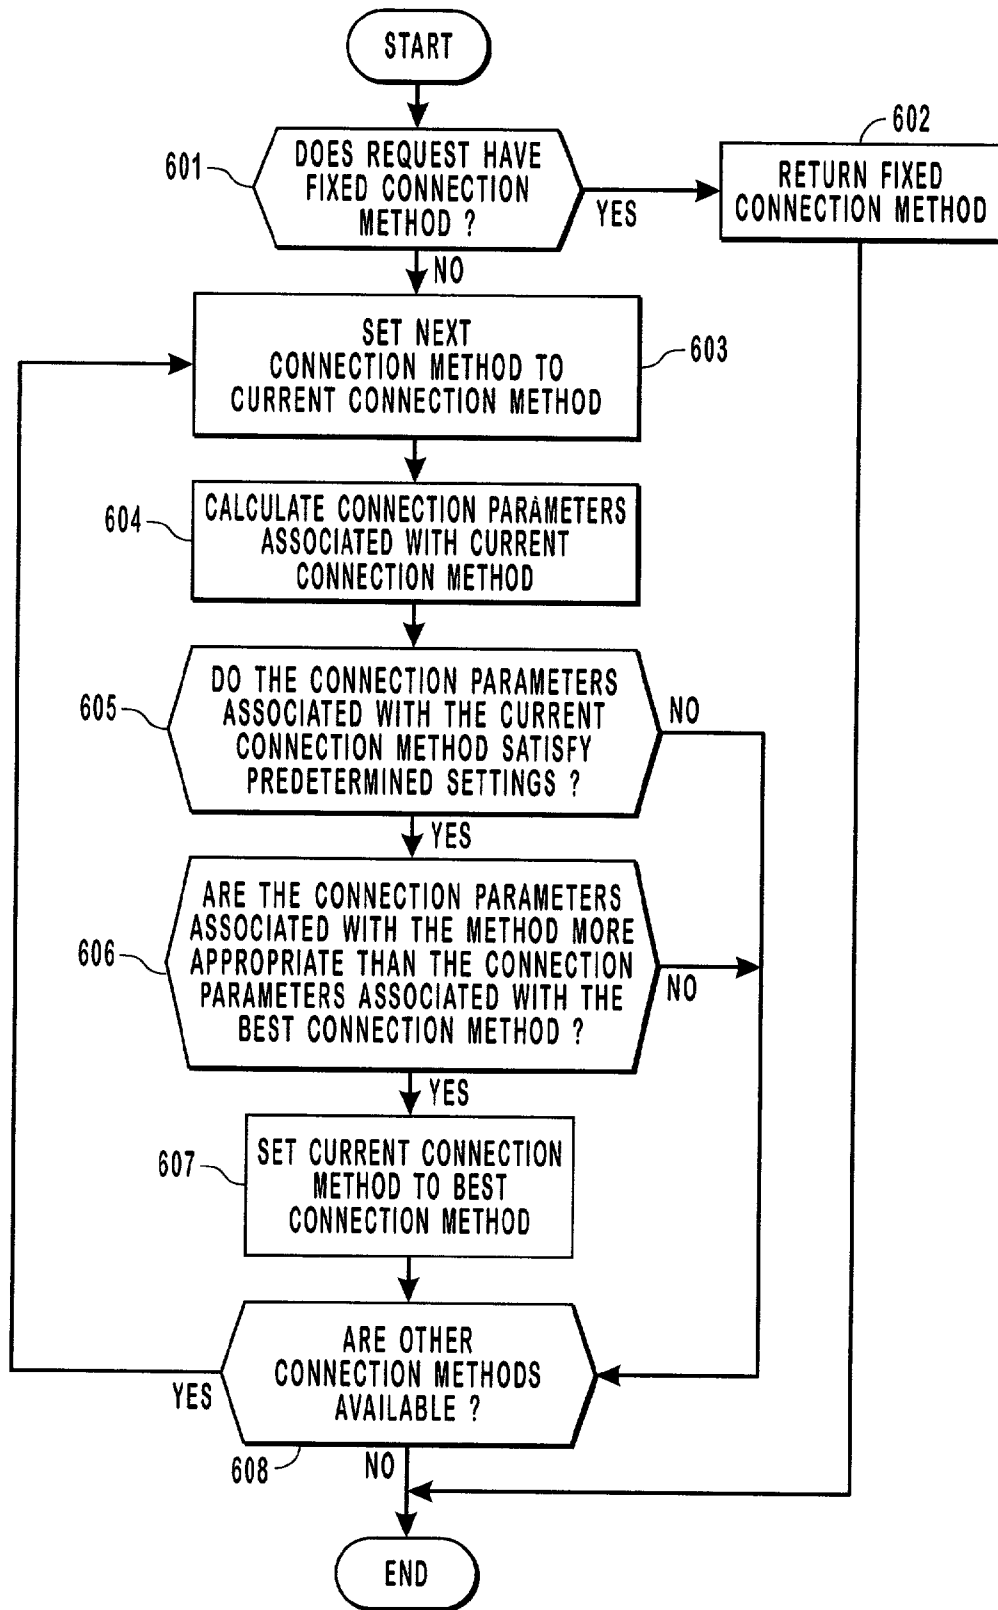 START
601
DOES REQUEST HAVE
FIXED CONNECTION
METHOD ?
YES
602
RETURN FIXED
CONNECTION METHOD
NO
SET NEXT
CONNECTION METHOD TO
CURRENT CONNECTION METHOD
603
604
CALCULATE CONNECTION PARAMETERS
ASSOCIATED WITH CURRENT
CONNECTION METHOD
605
DO THE CONNECTION PARAMETERS
ASSOCIATED WITH THE CURRENT
CONNECTION METHOD SATISFY
PREDETERMINED SETTINGS ?
NO
YES
606
ARE THE CONNECTION PARAMETERS
ASSOCIATED WITH THE METHOD MORE
APPROPRIATE THAN THE CONNECTION
PARAMETERS ASSOCIATED WITH THE
BEST CONNECTION METHOD ?
NO
YES
607
SET CURRENT CONNECTION
METHOD TO BEST
CONNECTION METHOD
ARE OTHER
CONNECTION METHODS
AVAILABLE ?
YES
608
NO
END